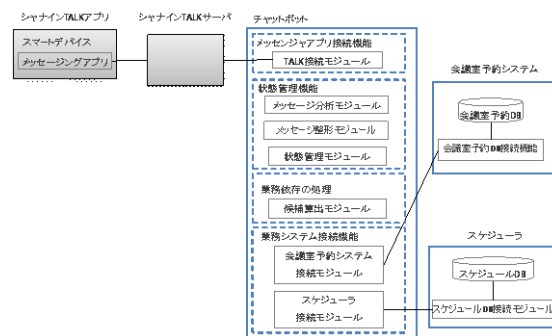 シャナインTALKアプリ
シャナインTALKサーバ
チャットボット
スマートデバイス
メッセージングアプリ
メッセンジャアプリ接続機能
TALK接続モジュール
状態管理機能
メッセージ分析モジュール
メッセージ整形モジュール
状態管理モジュール
業務依存の処理
候補算出モジュール
業務システム接続機能
会議室予約システム
接続モジュール
スケジューラ
接続モジュール
会議室予約システム
会議室予約DB
会議室予約DB接続機能
スケジューラ
スケジュールDB
スケジュールDB接続モジュール